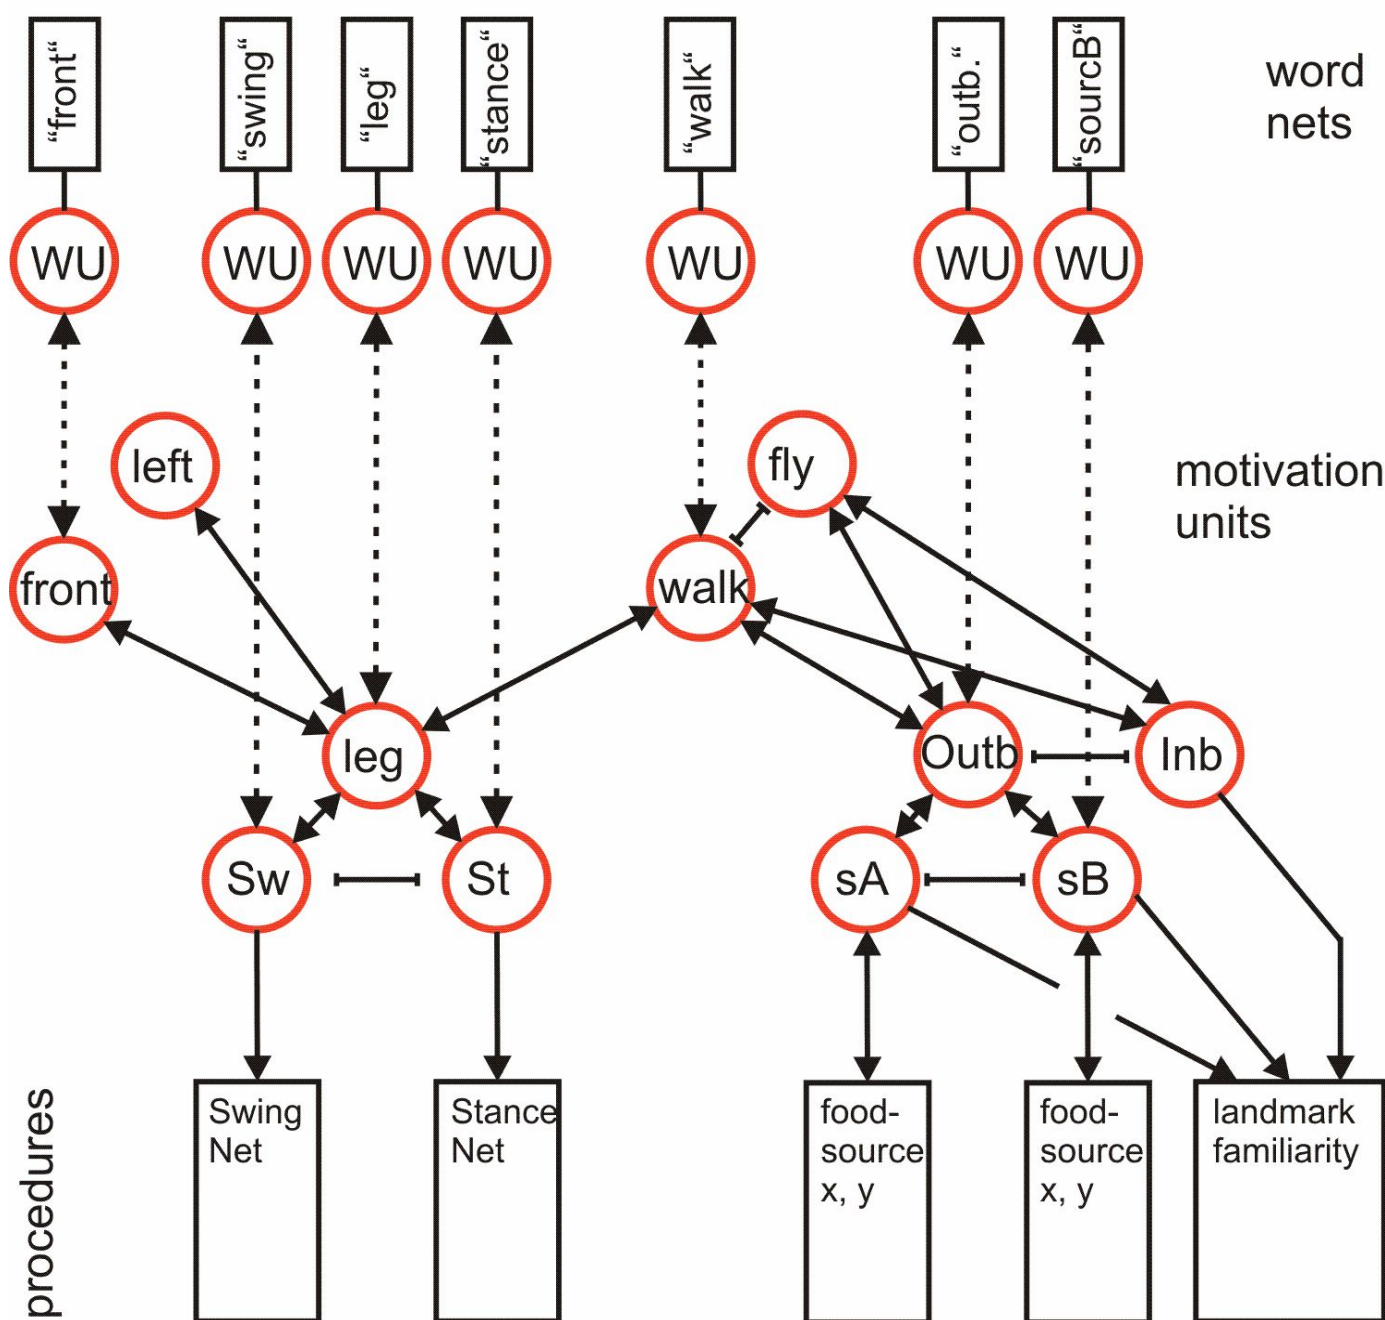 “front“
“swing“
“leg“
“stance“
“walk“
“outb.“
“sourcB“
word
nets
WU
WU
WU
WU
WU
WU
WU
left
fly
motivation
units
front
walk
leg
Outb
Inb
Sw
St
sA
sB
procedures
Swing
Net
Stance
Net
food-
source
x, y
food-
source
x, y
landmark
familiarity